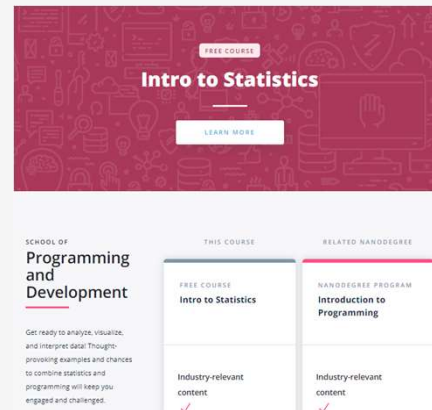 FREE COURSE
Intro to Statistics
LEARN MORE
SCHOOL OF
Programming
and
Development
Get ready to analyze, visualize,
and interpret data! Thought-
provoking examples and chances
to combine statistics and
programming will keep you
engaged and challenged.
THIS COURSE
FREE COURSE
Intro to Statistics
Industry-relevant
content
RELATED NANODEGREE
NANODEGREE PROGRAM
Introduction to
Programming
Industry-relevant
content